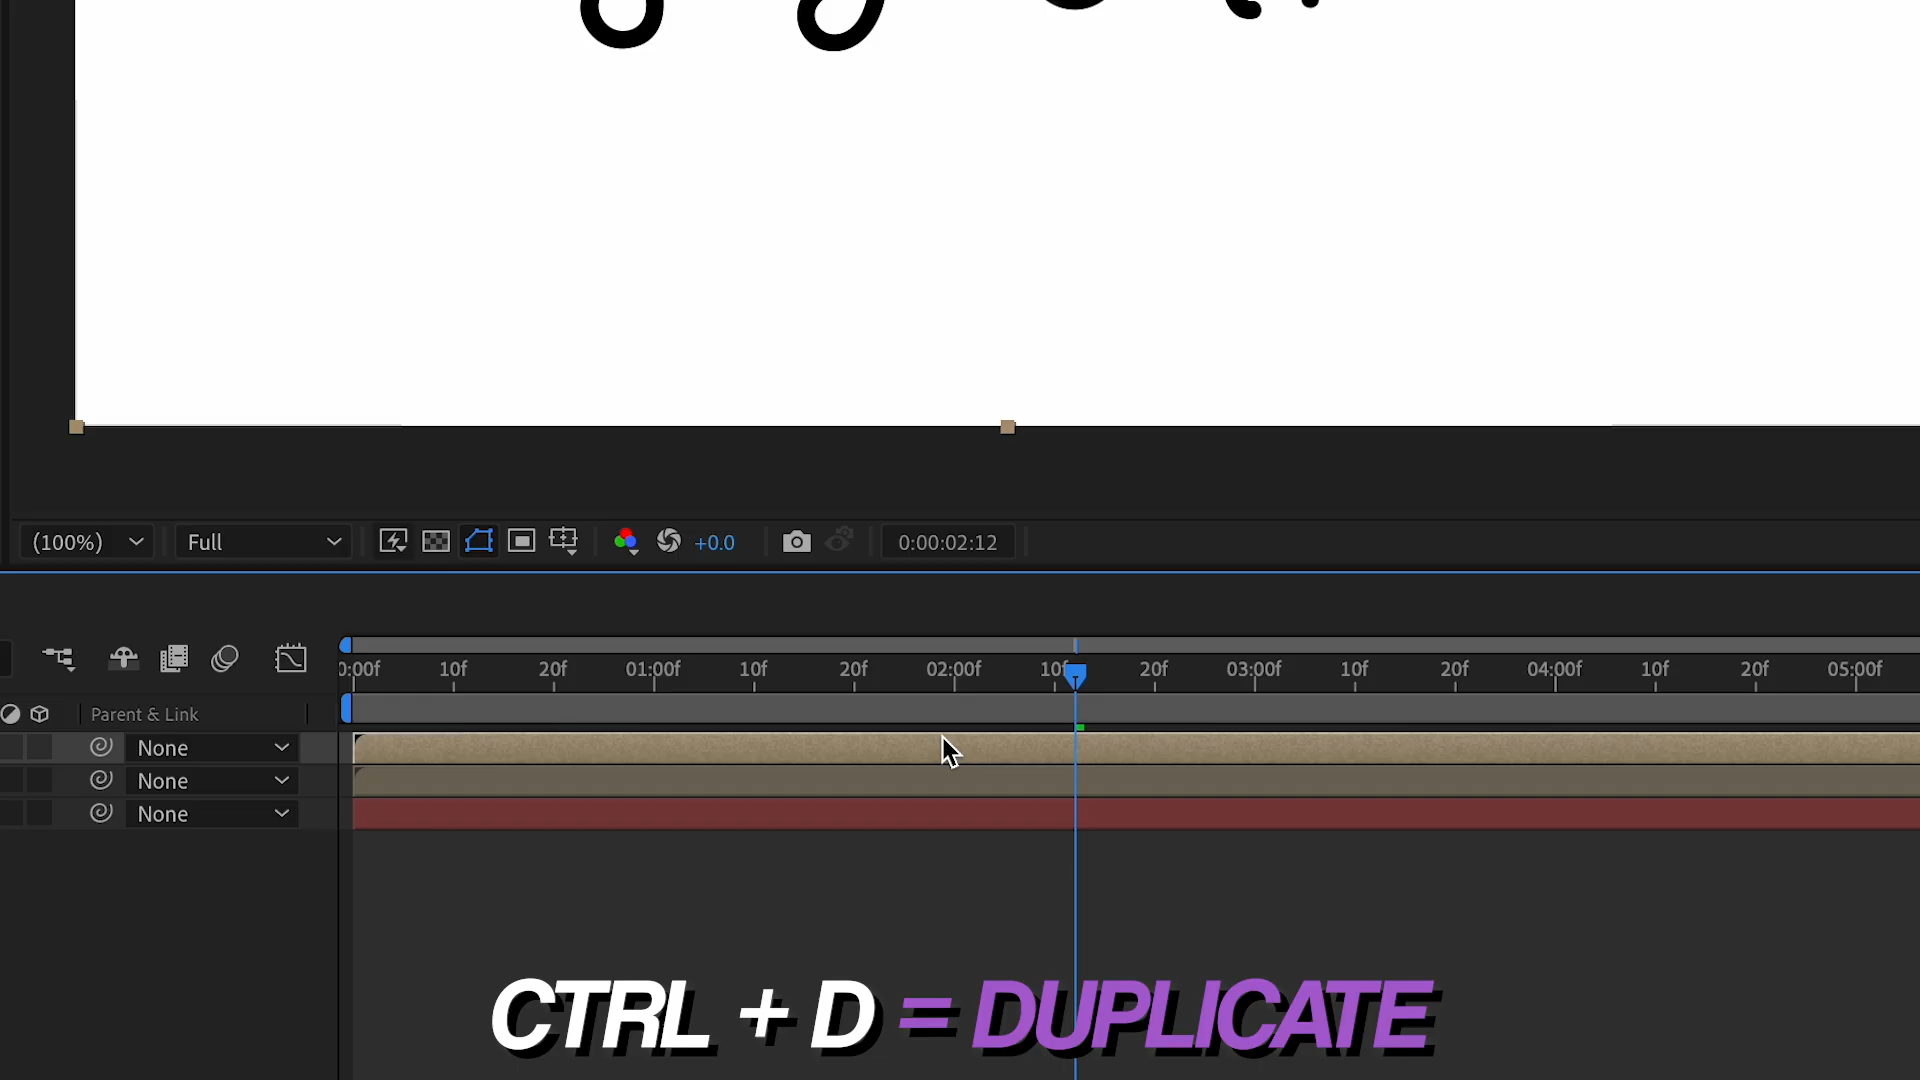 (100%) Full +0.0 0:00:02:12
0:00f 10f 20f 01:00f 10f 20f 02:00f 10f 20f 03:00f 10f 20f 04:00f 10f 20f 05:00f
Parent & Link
None
None
None
CTRL + D = DUPLICATE